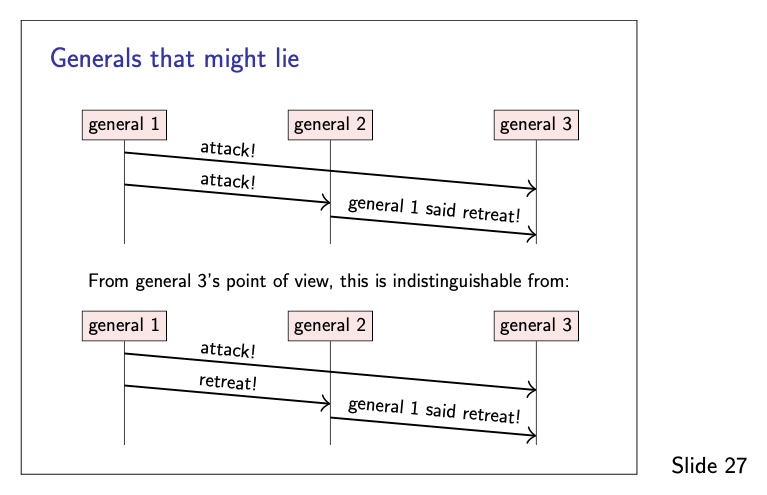 Generals that might lie
general 1
general 2
general 3
attack!
attack!
general 1 said retreat!
From general 3's point of view, this is indistinguishable from:
general 1
general 2
general 3
attack!
retreat!
general 1 said retreat!
Slide 27